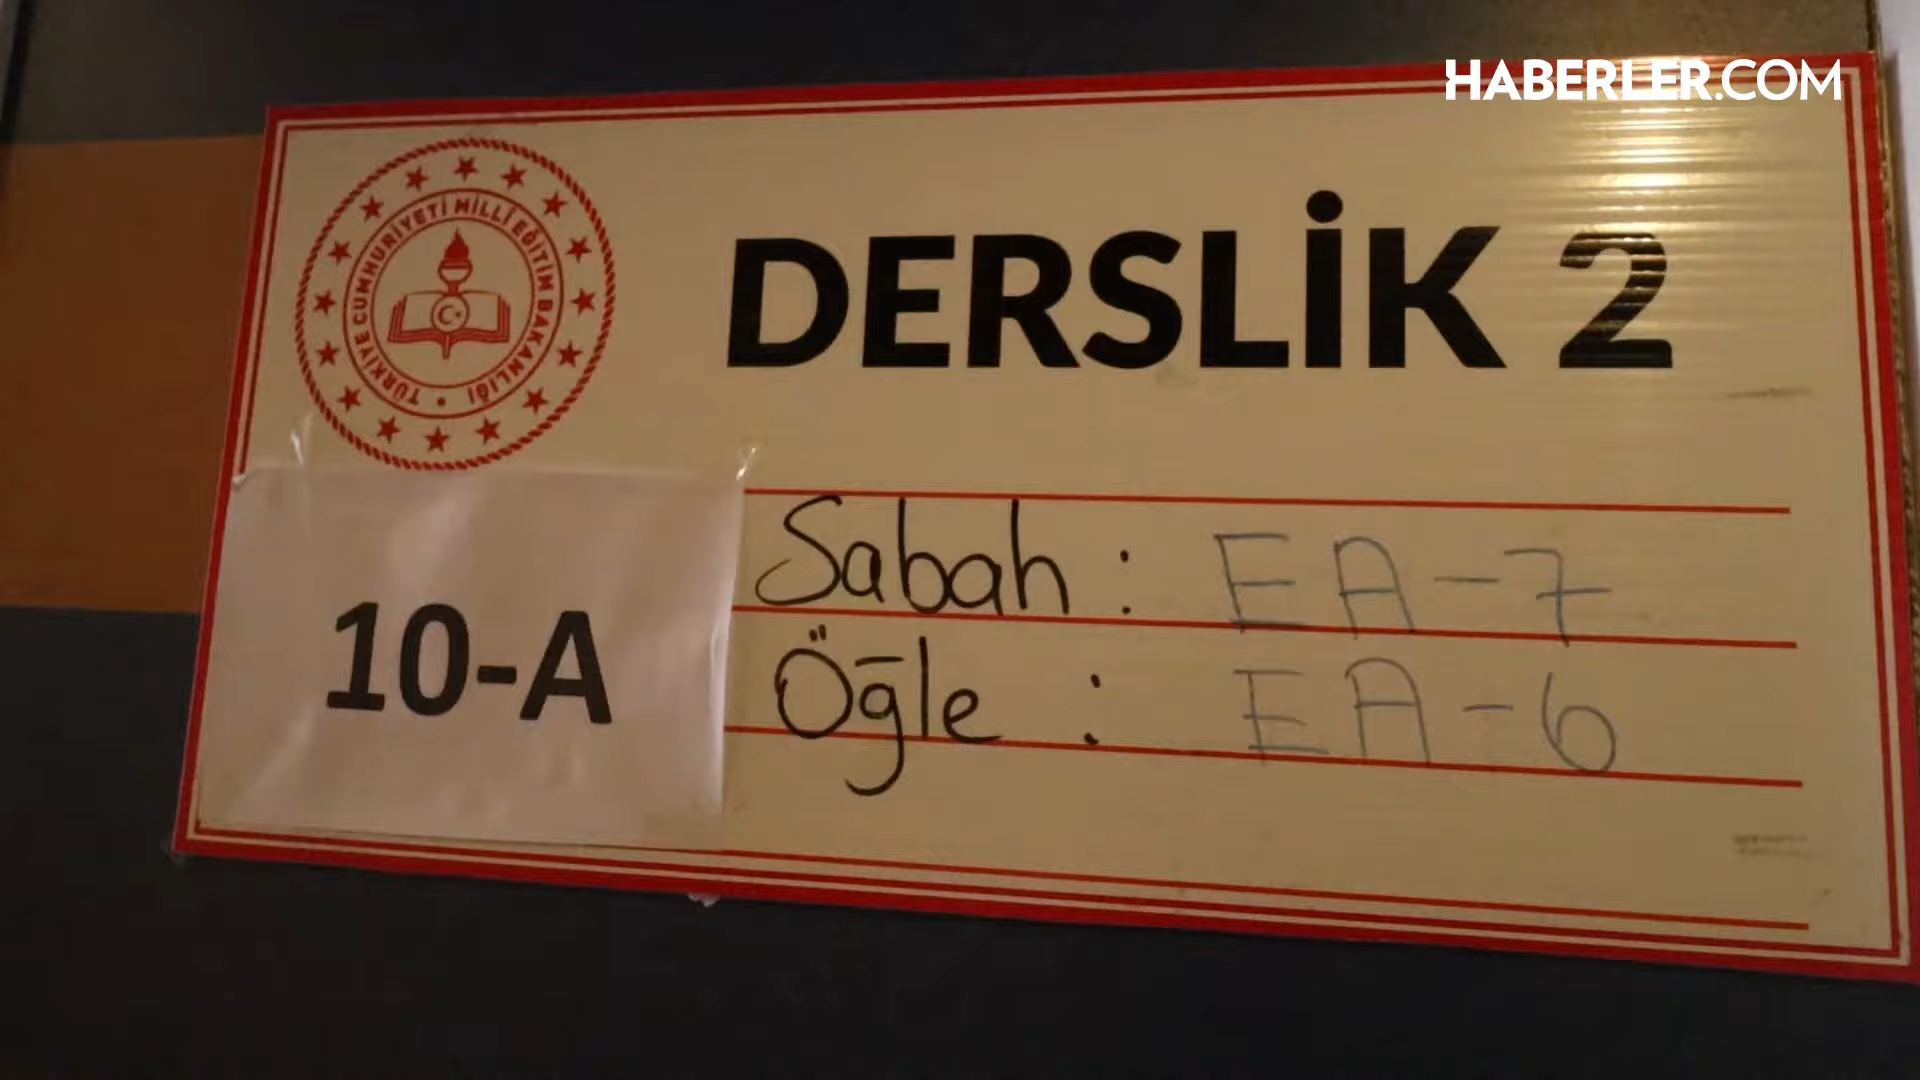 HABERLER.COM
TÜRKİYE CUMHURİYETİ MİLLİ EĞİTİM BAKANLIĞI
DERSLİK 2
10-A
Sabah : EA-7
Öğle : EA-6